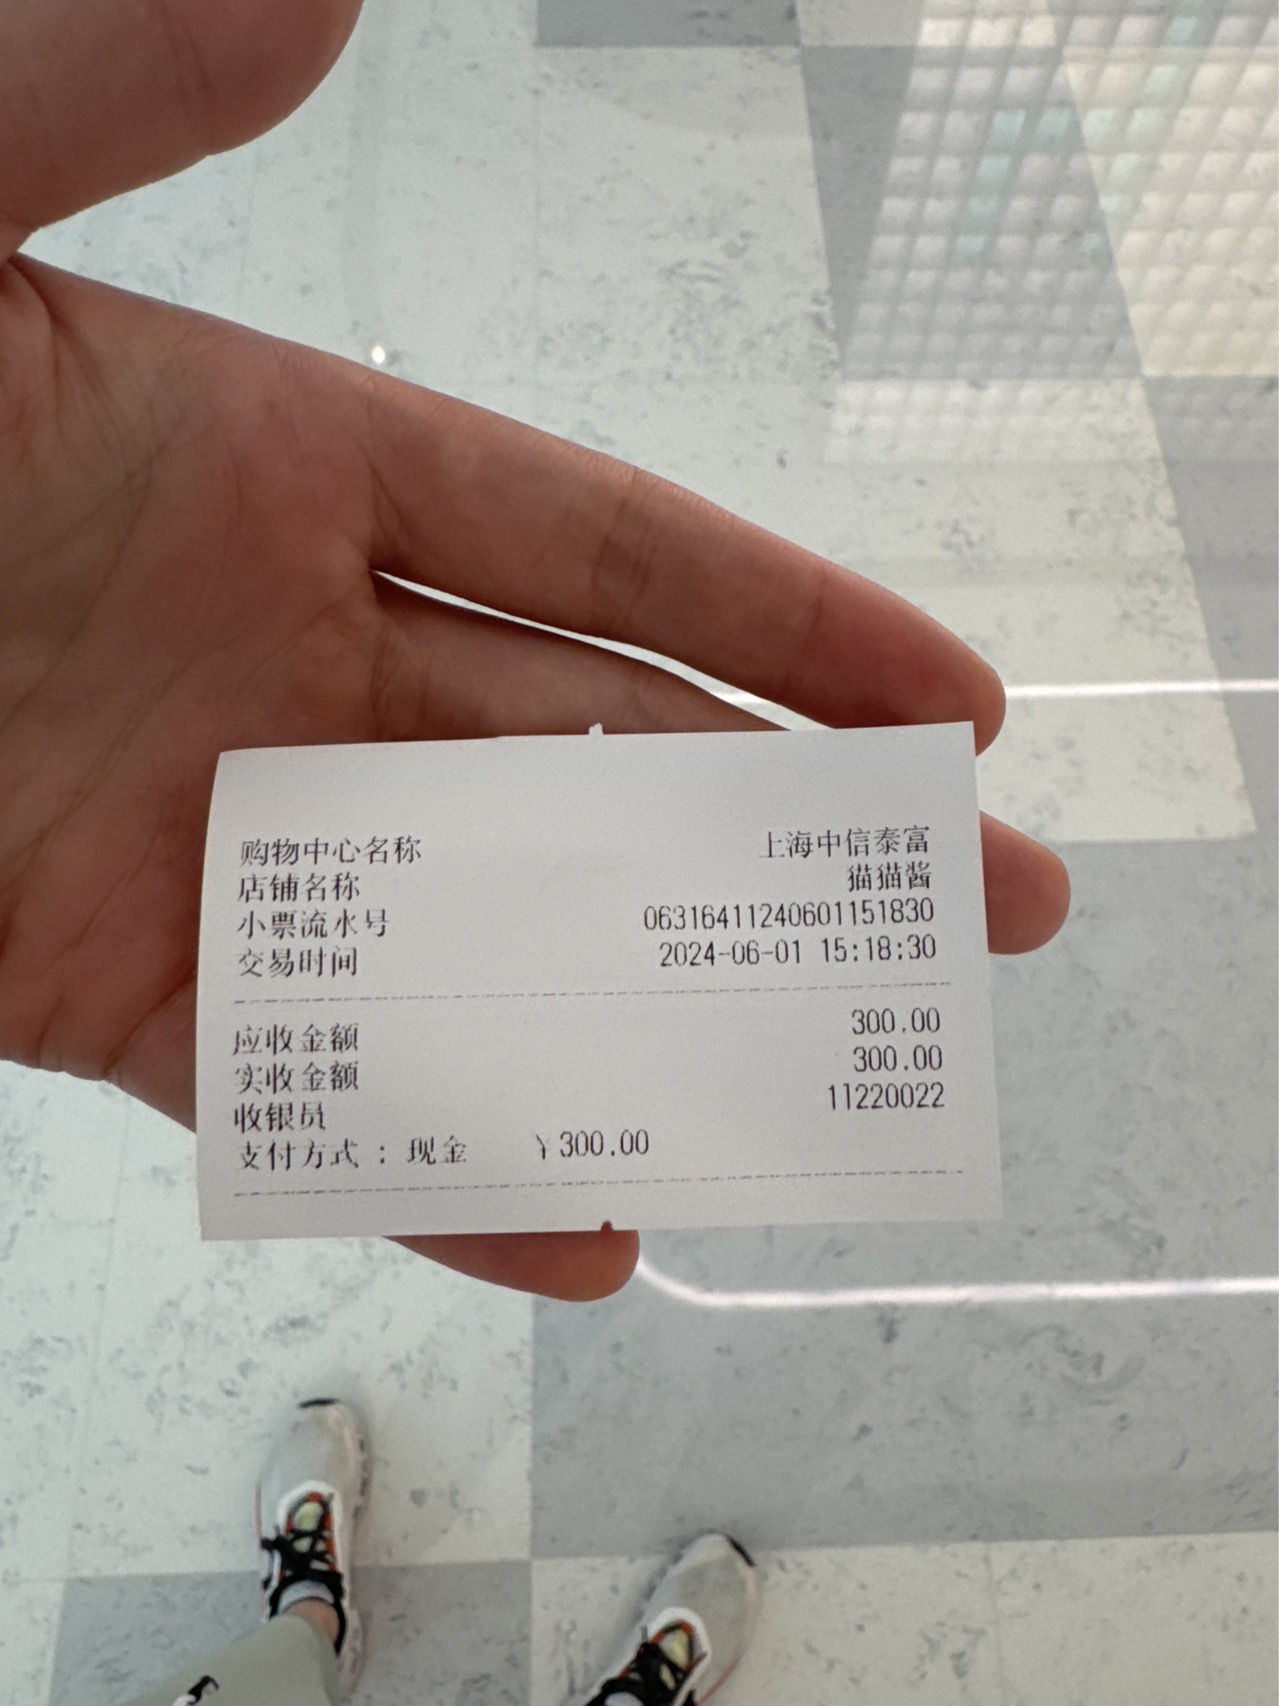 购物中心名称 上海中信泰富
店铺名称 猫猫酱
小票流水号 06316411240601151830
交易时间 2024-06-01 15:18:30
应收金额 300.00
实收金额 300.00
收银员 11220022
支付方式：现金 ¥300.00